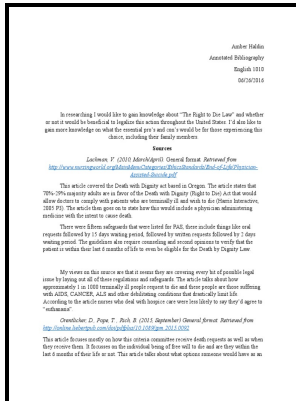 Amber Haldin
Annotated Bibliography
English 1010
06/26/2016
In researching I would like to gain knowledge about "The Right to Die Law" and whether
or not it would be beneficial to legalize this action throughout the United States. I'd also like to
gain more knowledge on what the essential pro's and con's would be for those experiencing this
choice, including their family members.
Sources
Lachman, V. (2010, March/April). General format. Retrieved from
http://www.nursingworld.org/MainMenuCategories/EthicsStandards/End-of-Life/Physician-
Assisted-Suicide.pdf
This article covered the Death with Dignity act based in Oregon. The article states that
70%-29% majority adults are in favor of the Death with Dignity (Right to Die) Act that would
allow doctors to comply with patients who are terminally ill and wish to die (Harris Interactive,
2005 P3). The article then goes on to state how this would include a physician administering
medicine with the intent to cause death.
There were fifteen safeguards that were listed for PAS, these include things like oral
requests followed by 15 days waiting period, followed by written requests followed by 2 days
waiting period. The guidelines also require counseling and second opinions to verify that the
patient is within their last 6 months of life to even be eligible for the Death by Dignity Law.
My views on this source are that it seems they are covering every bit of possible legal
issue by laying out all of these regulations and safeguards. The article talks about how
approximately 1 in 1000 terminally ill people request to die and these people are those suffering
with AIDS, CANCER, ALS and other debilitating conditions that drastically limit life.
According to the article nurses who deal with hospice care were less likely to say they'd agree to
"euthanasia".
Orentlicher, D., Pope, T., Rich, B. (2015, September) General format. Retrieved from
http://online.liebertpub.com/doi/pdfplus/10.1089/jpm.2015.0092
This article focused mostly on how this criteria committee receive death requests as well as when
they receive them. It focuses on the individual being of free will to die and are they within the
last 6 months of their life or not. This article talks about what options someone would have as an